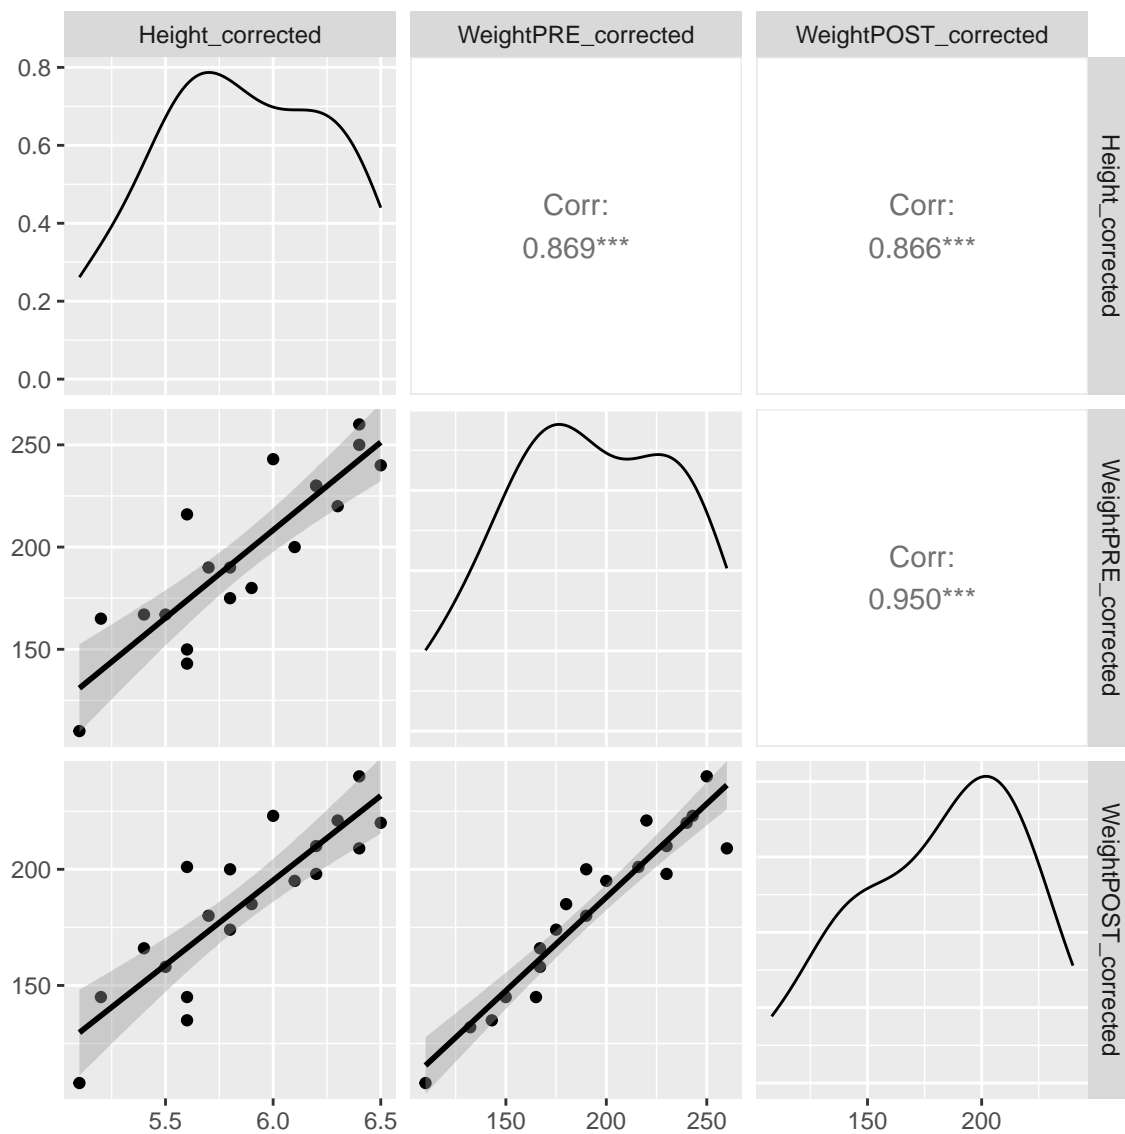 Height_corrected
WeightPRE_corrected
WeightPOST_corrected
0.8
0.6
0.4
0.2
0.0
Corr:
0.869***
Corr:
0.866***
Height_corrected
250
200
150
Corr:
0.950***
WeightPRE_corrected
200
150
WeightPOST_corrected
5.5
6.0
6.5
150
200
250
150
200